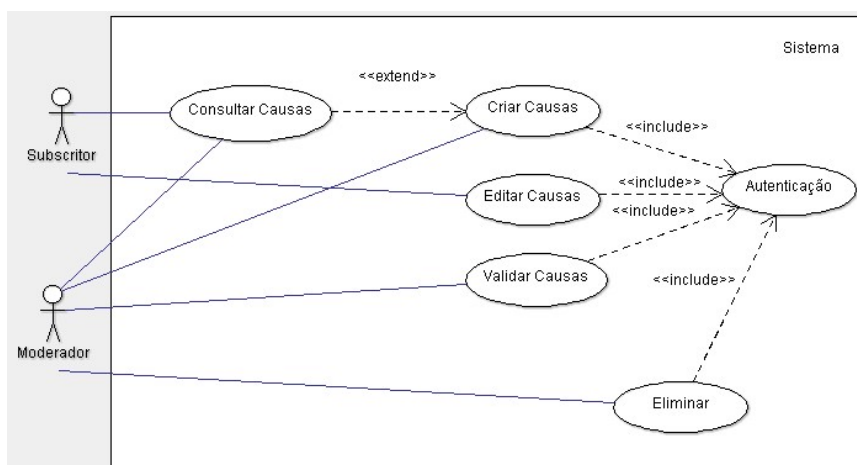 Sistema
<<extend>>
Consultar Causas
Criar Causas
<<include>>
Subscritor
Autenticação
<<include>>
Editar Causas
<<include>>
Validar Causas
<<include>>
Moderador
Eliminar